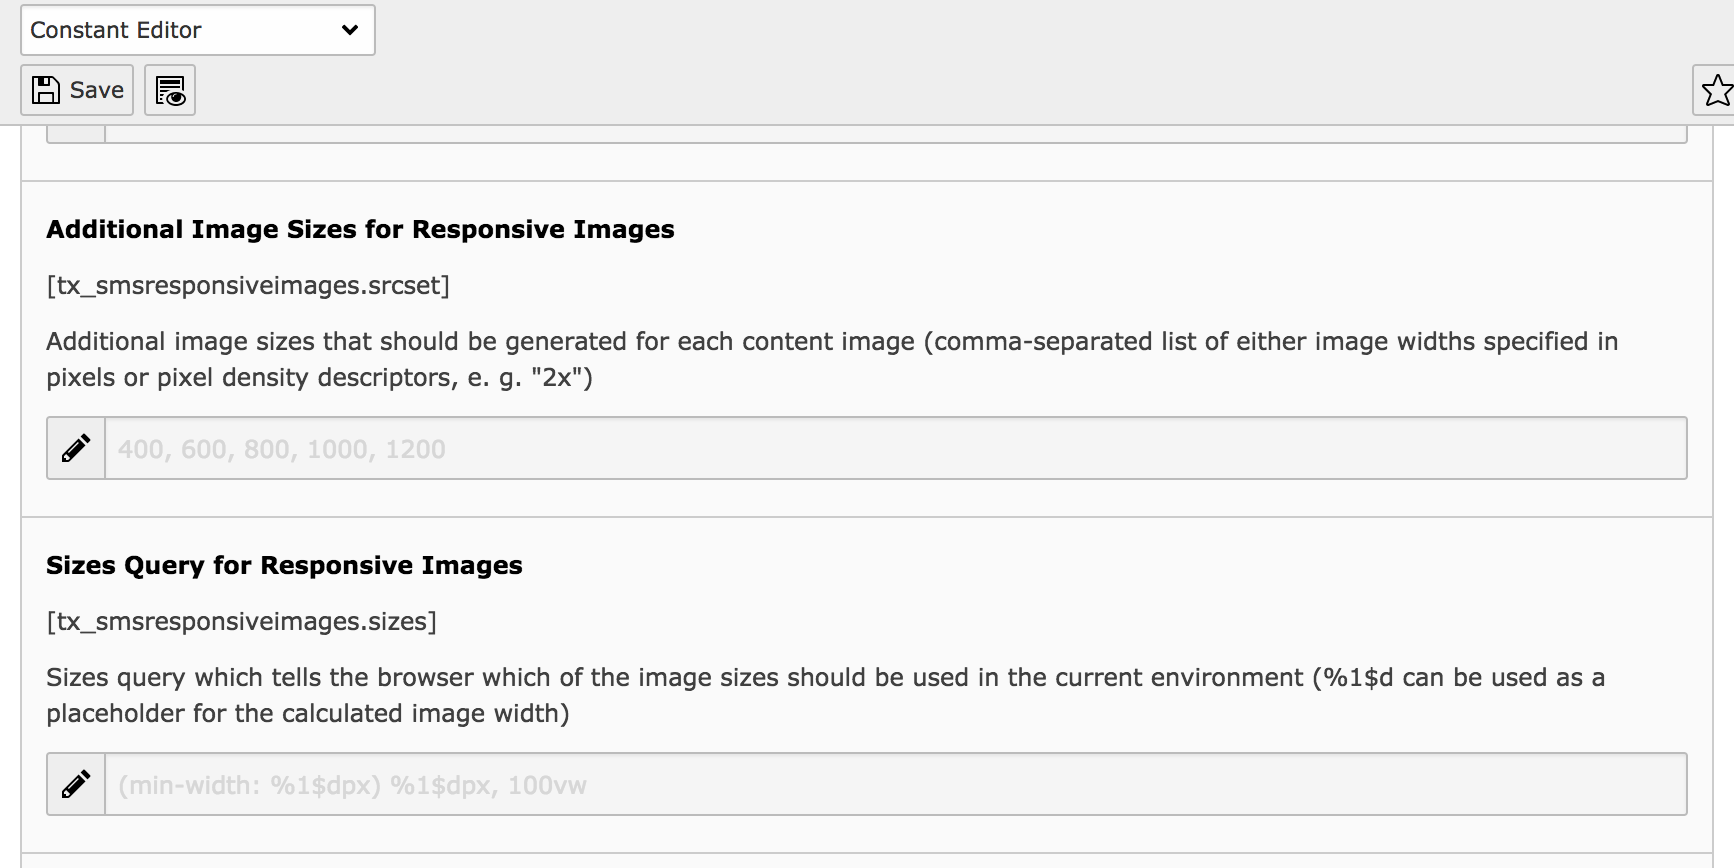 Constant Editor
Save
Additional Image Sizes for Responsive Images
[tx_smsresponsiveimages.srcset]
Additional image sizes that should be generated for each content image (comma-separated list of either image widths specified in
pixels or pixel density descriptors, e. g. "2x")
400, 600, 800, 1000, 1200
Sizes Query for Responsive Images
[tx_smsresponsiveimages.sizes]
Sizes query which tells the browser which of the image sizes should be used in the current environment (%1$d can be used as a
placeholder for the calculated image width)
(min-width: %1$dpx) %1$dpx, 100vw